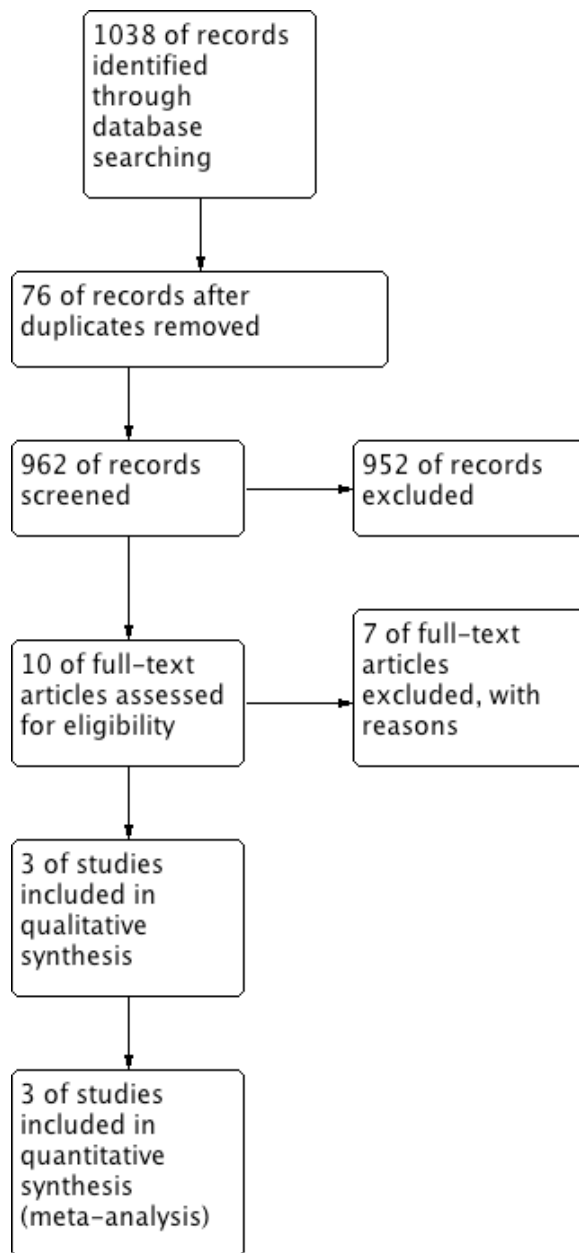 1038 of records
identified
through
database
searching
76 of records after
duplicates removed
962 of records
screened
952 of records
excluded
10 of full-text
articles assessed
for eligibility
7 of full-text
articles
excluded, with
reasons
3 of studies
included in
qualitative
synthesis
3 of studies
included in
quantitative
synthesis
(meta-analysis)